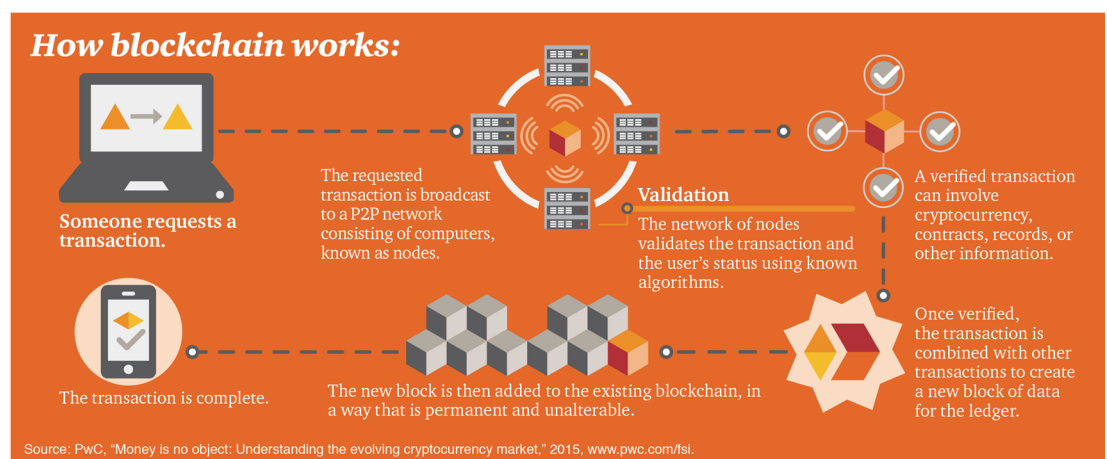 How blockchain works:
Someone requests a
transaction.
The requested
transaction is broadcast
to a P2P network
consisting of computers,
known as nodes.
Validation
The network of nodes
validates the transaction and
the user's status using known
algorithms.
A verified transaction
can involve
cryptocurrency,
contracts, records, or
other information.
Once verified,
the transaction is
combined with other
transactions to create
a new block of data
for the ledger.
The new block is then added to the existing blockchain, in
a way that is permanent and unalterable.
The transaction is complete.
Source: PwC, “Money is no object: Understanding the evolving cryptocurrency market,” 2015, www.pwc.com/fsi.